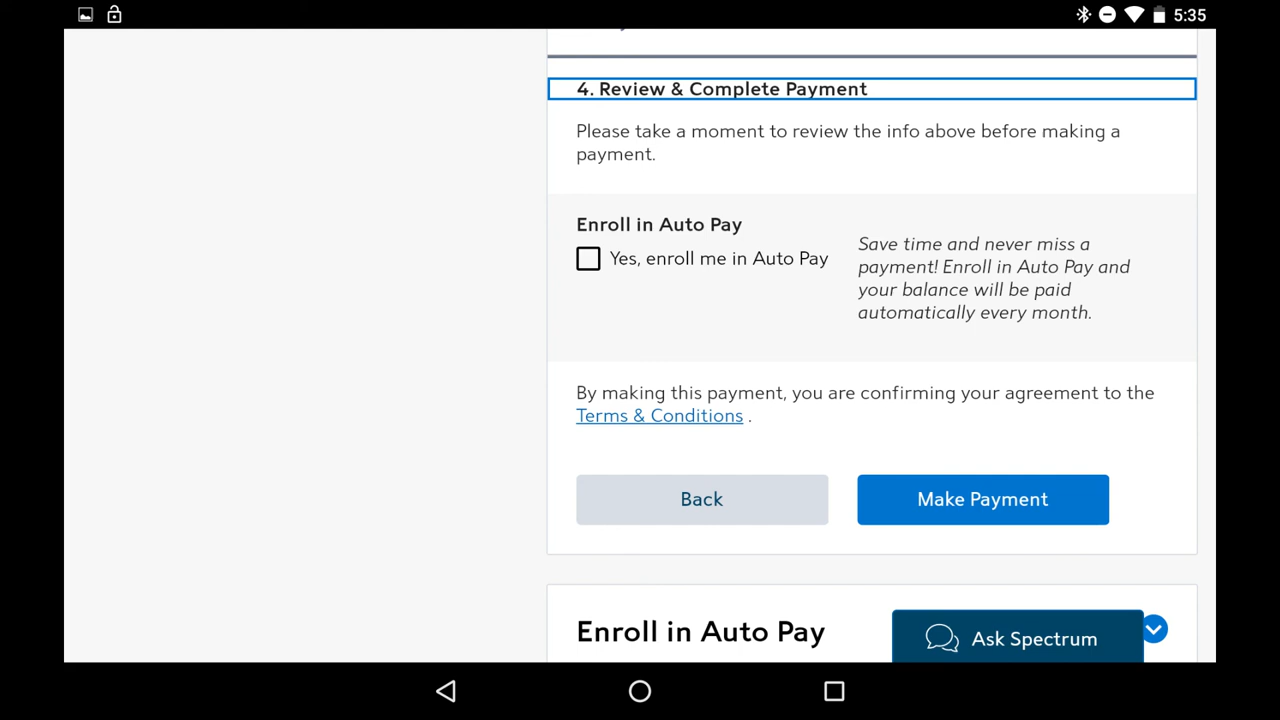 5:35
4. Review & Complete Payment
Please take a moment to review the info above before making a
payment.
Enroll in Auto Pay
Yes, enroll me in Auto Pay
Save time and never miss a
payment! Enroll in Auto Pay and
your balance will be paid
automatically every month.
By making this payment, you are confirming your agreement to the
Terms & Conditions .
Back
Make Payment
Enroll in Auto Pay
Ask Spectrum